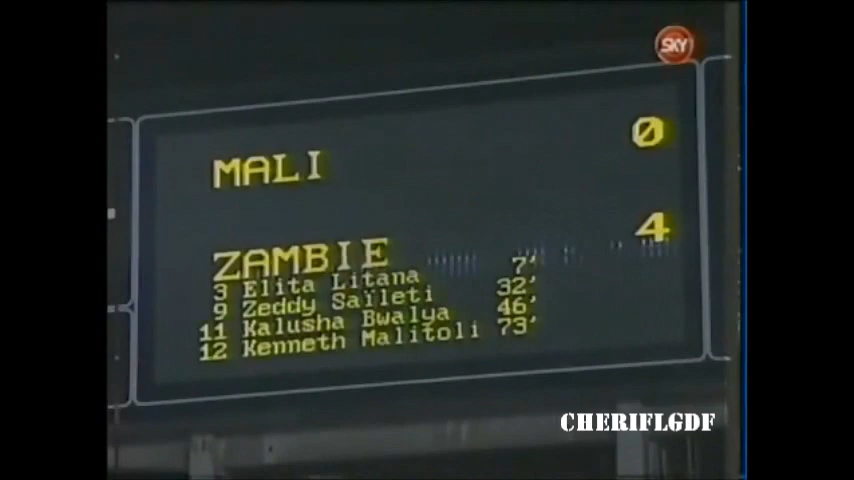 SKY
MALI 0
ZAMBIE 4
3 Elita Litana 7'
9 Zeddy Saïleti 32'
11 Kalusha Bwalya 46'
12 Kenneth Malitoli 73'
CHERIFLGDF